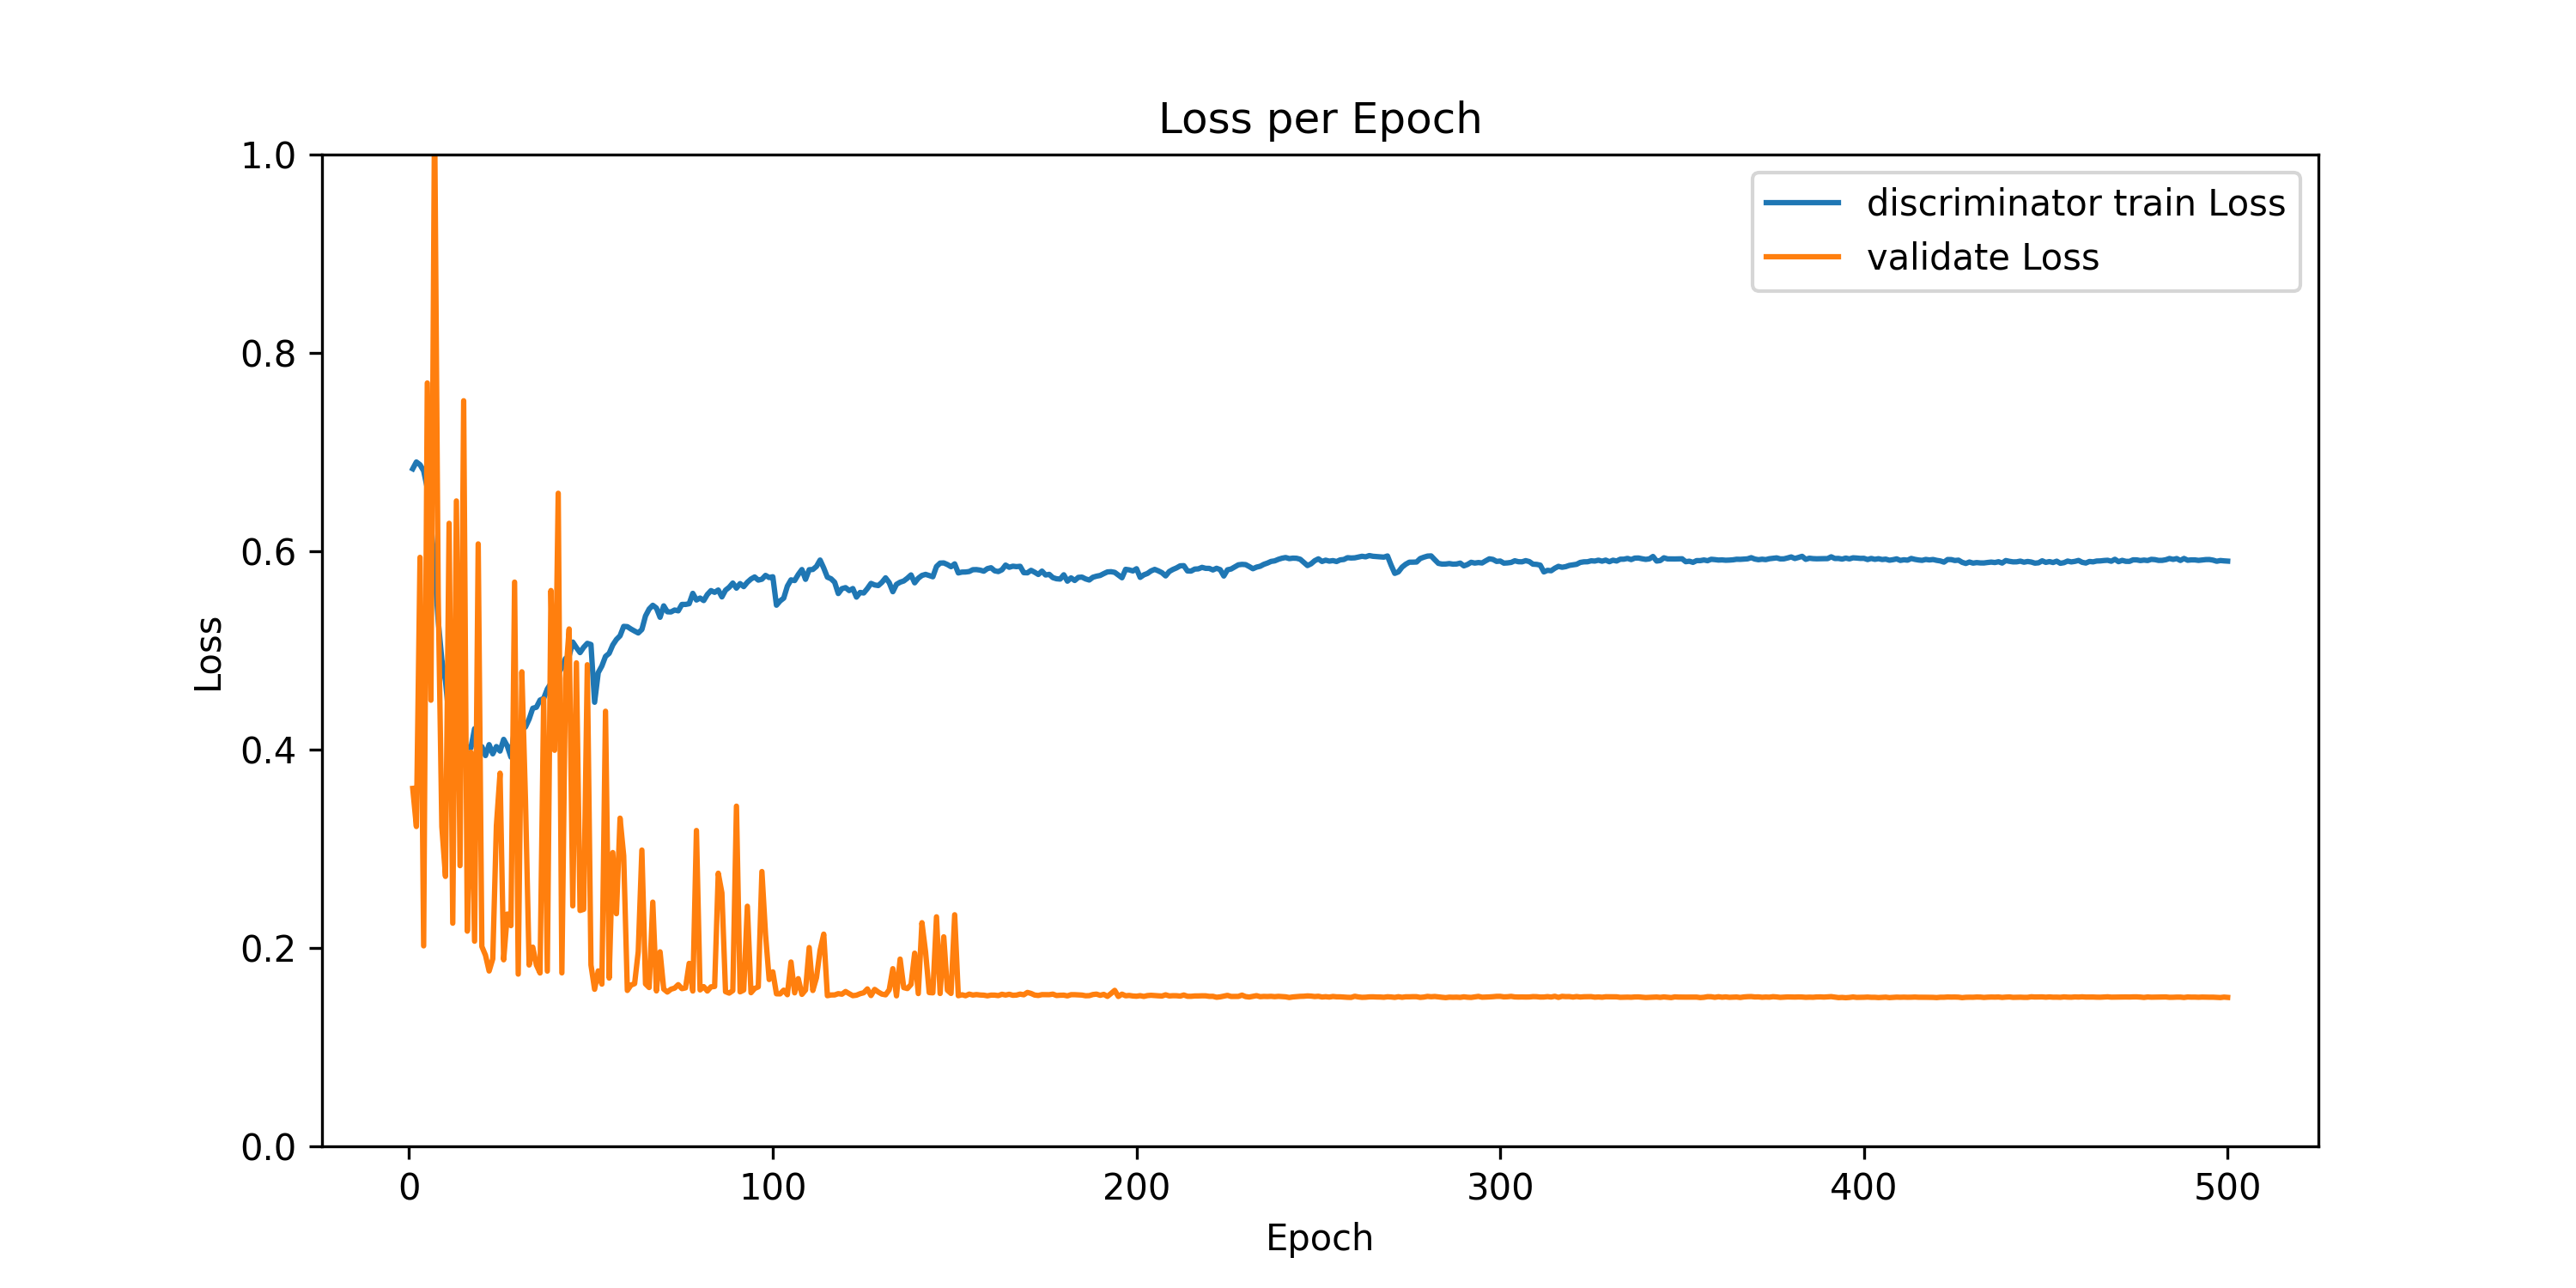 Loss per Epoch
1.0
0.8
0.6
0.4
0.2
0.0
Loss
discriminator train Loss
validate Loss
0 100 200 300 400 500
Epoch